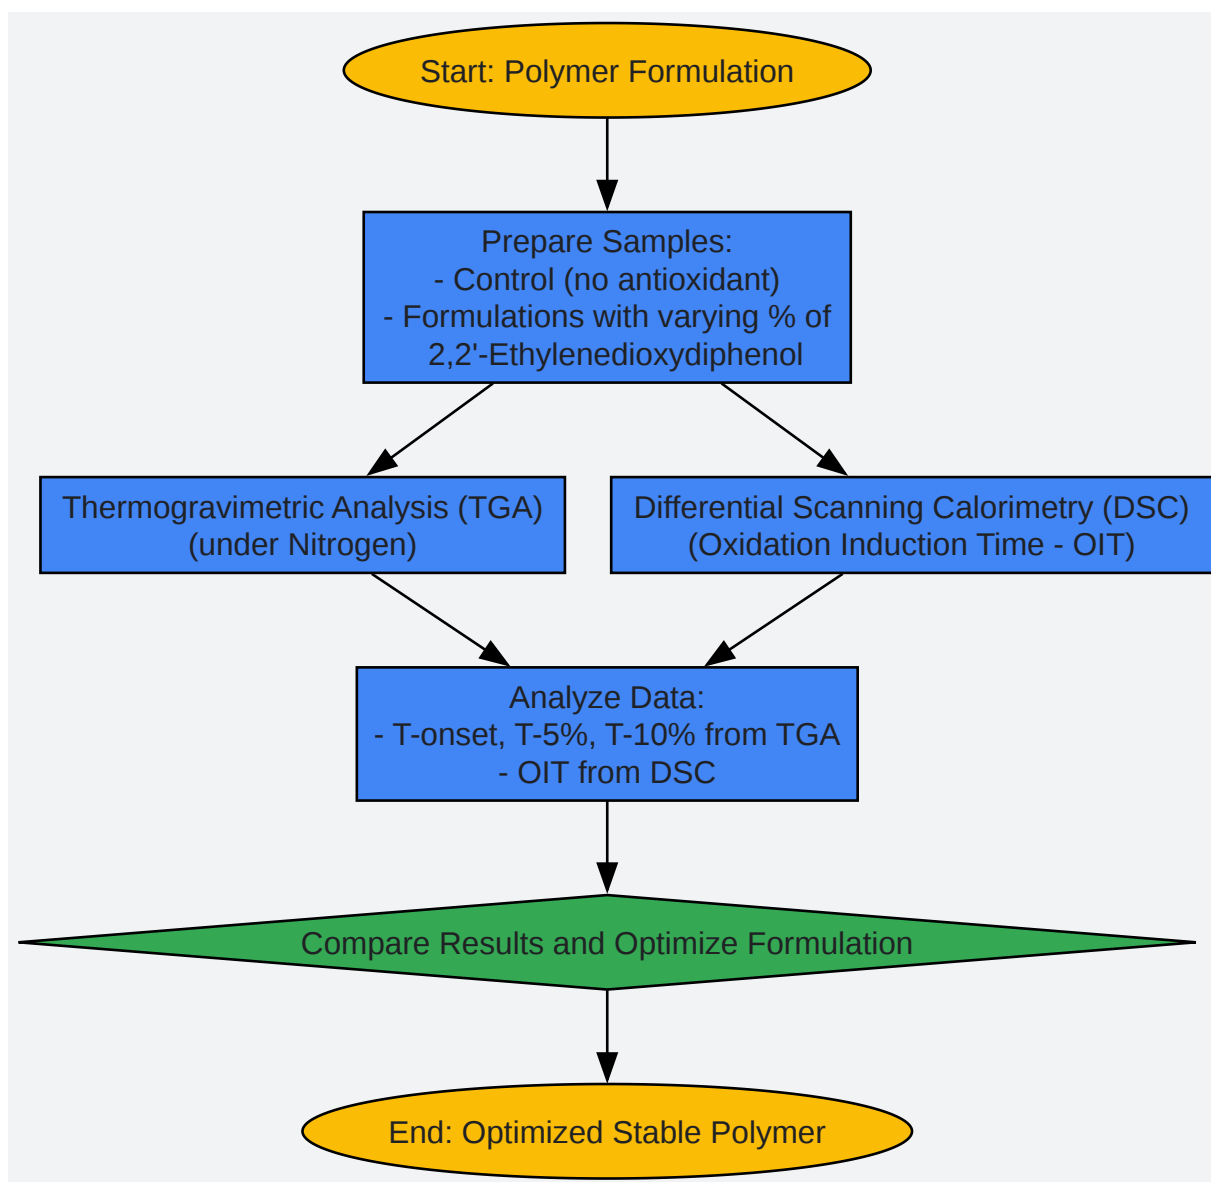 Start: Polymer Formulation
Prepare Samples:
- Control (no antioxidant)
- Formulations with varying % of
2,2'-Ethylenedioxydiphenol
Thermogravimetric Analysis (TGA)
(under Nitrogen)
Differential Scanning Calorimetry (DSC)
(Oxidation Induction Time - OIT)
Analyze Data:
- T-onset, T-5%, T-10% from TGA
- OIT from DSC
Compare Results and Optimize Formulation
End: Optimized Stable Polymer